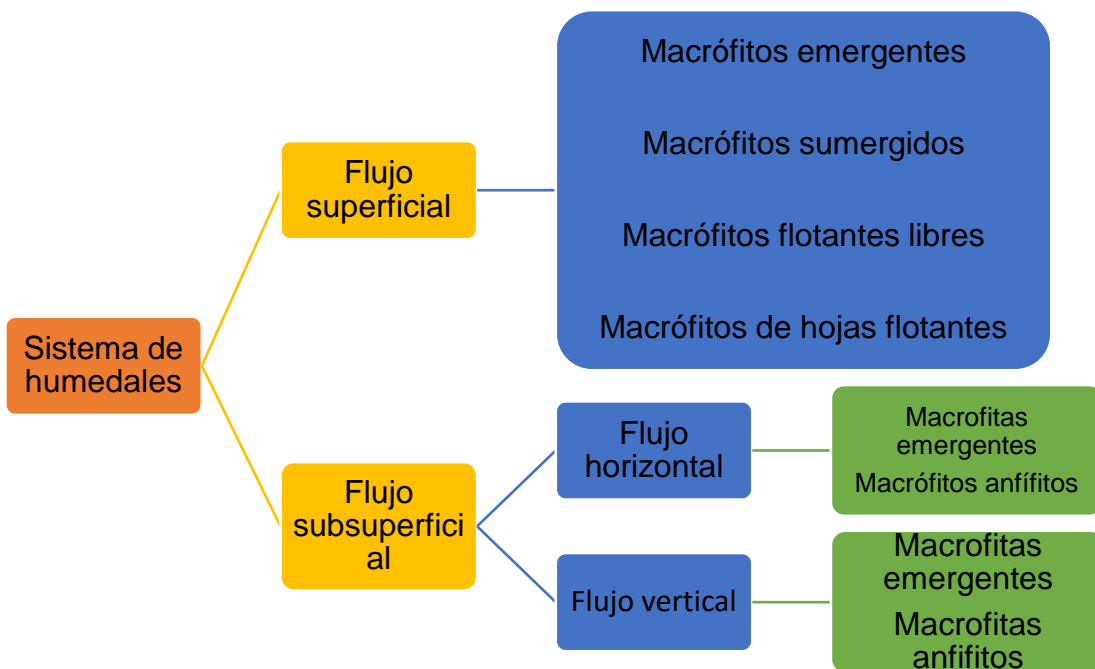 Sistema de
humedales
Flujo
superficial
Macrófitos emergentes
Macrófitos sumergidos
Macrófitos flotantes libres
Macrófitos de hojas flotantes
Flujo
subsuperfici
al
Flujo
horizontal
Macrofitas
emergentes
Macrófitos anfífitos
Flujo vertical
Macrofitas
emergentes
Macrofitas
anfifitos